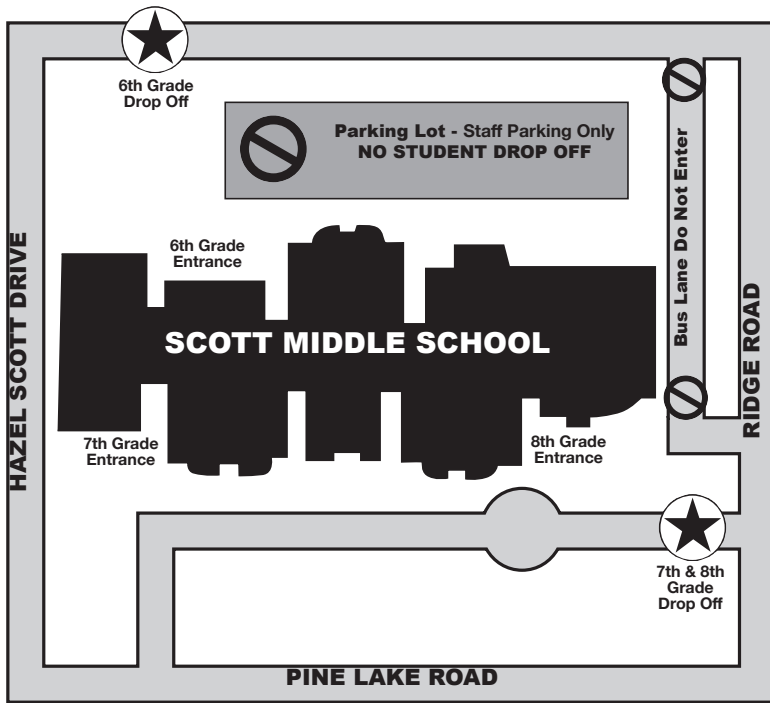 6th Grade
Drop Off
Parking Lot - Staff Parking Only
NO STUDENT DROP OFF
Bus Lane Do Not Enter
HAZEL SCOTT DRIVE
RIDGE ROAD
6th Grade
Entrance
SCOTT MIDDLE SCHOOL
7th Grade
Entrance
8th Grade
Entrance
7th & 8th
Grade
Drop Off
PINE LAKE ROAD